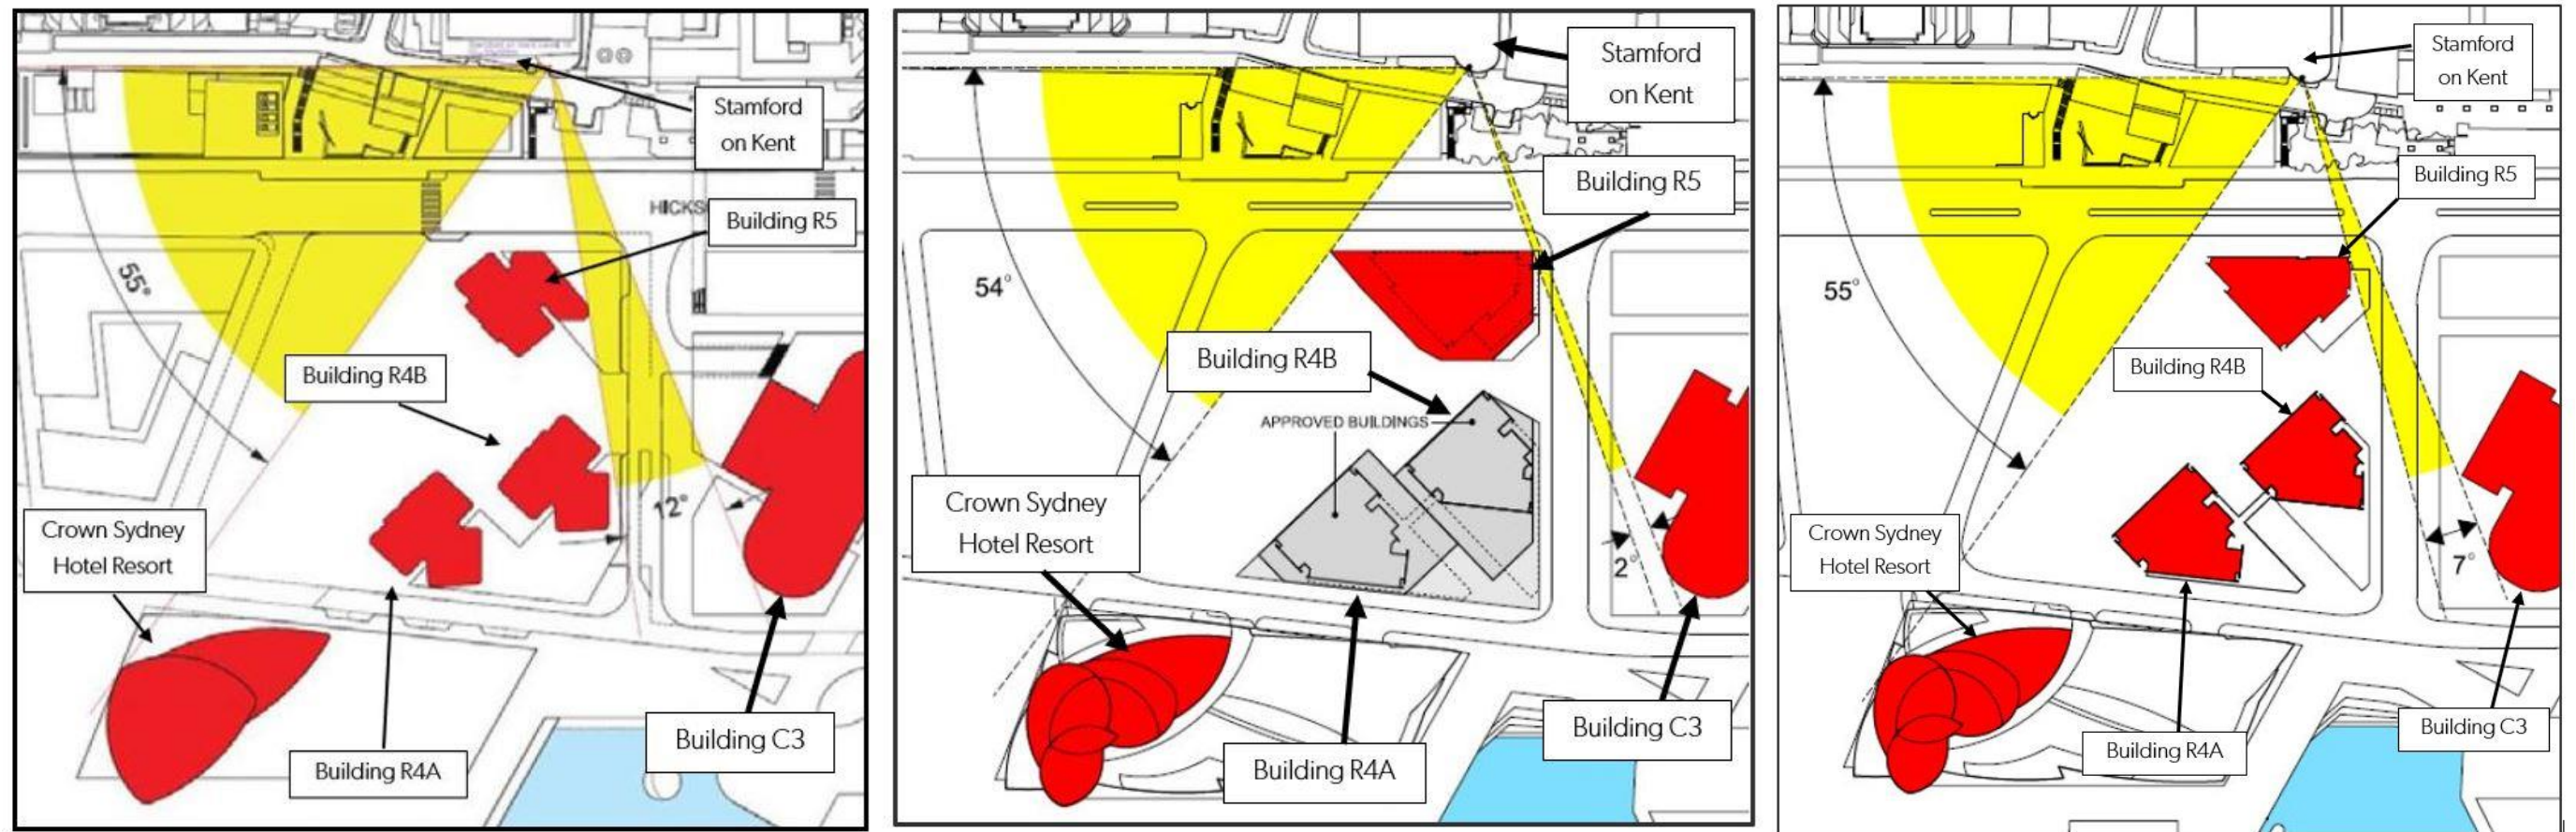 Stamford
on Kent
HICKS
Building R5
55°
Building R4B
12°
Crown Sydney
Hotel Resort
Building C3
Building R4A
Stamford
on Kent
Building R5
54°
Building R4B
APPROVED BUILDINGS
Crown Sydney
Hotel Resort
2°
Building C3
Building R4A
Stamford
on Kent
Building R5
55°
Building R4B
Crown Sydney
Hotel Resort
7°
Building C3
Building R4A